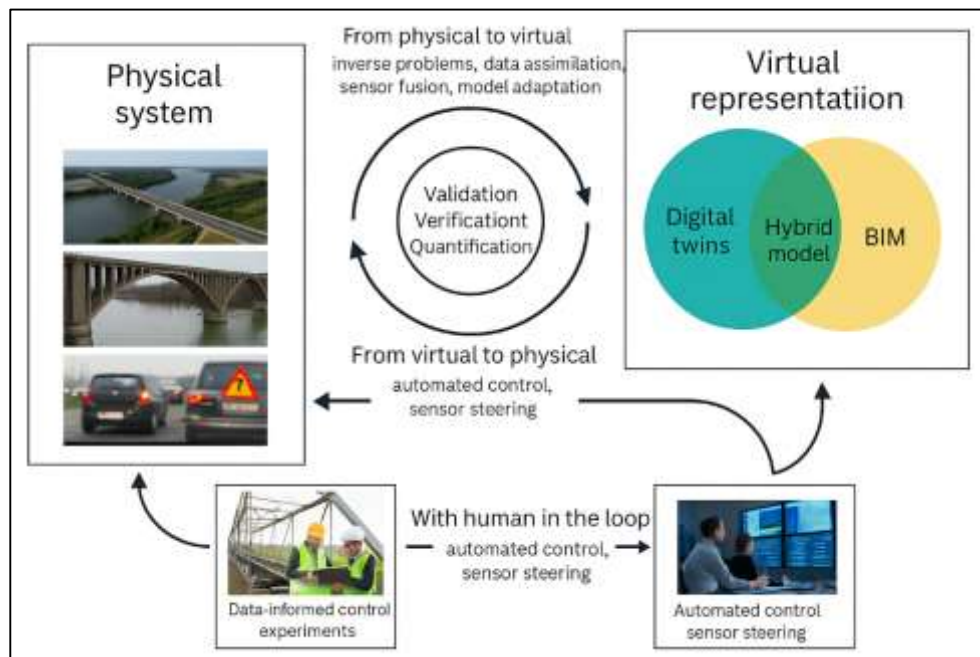 Physical
system
From physical to virtual
inverse problems, data assimilation,
sensor fusion, model adaptation
Validation
Verificationt
Quantification
From virtual to physical
automated control,
sensor steering
Virtual
representatiion
Digital
twins
Hybrid
model
BIM
Data-informed control
experiments
With human in the loop
automated control,
sensor steering
Automated control
sensor steering